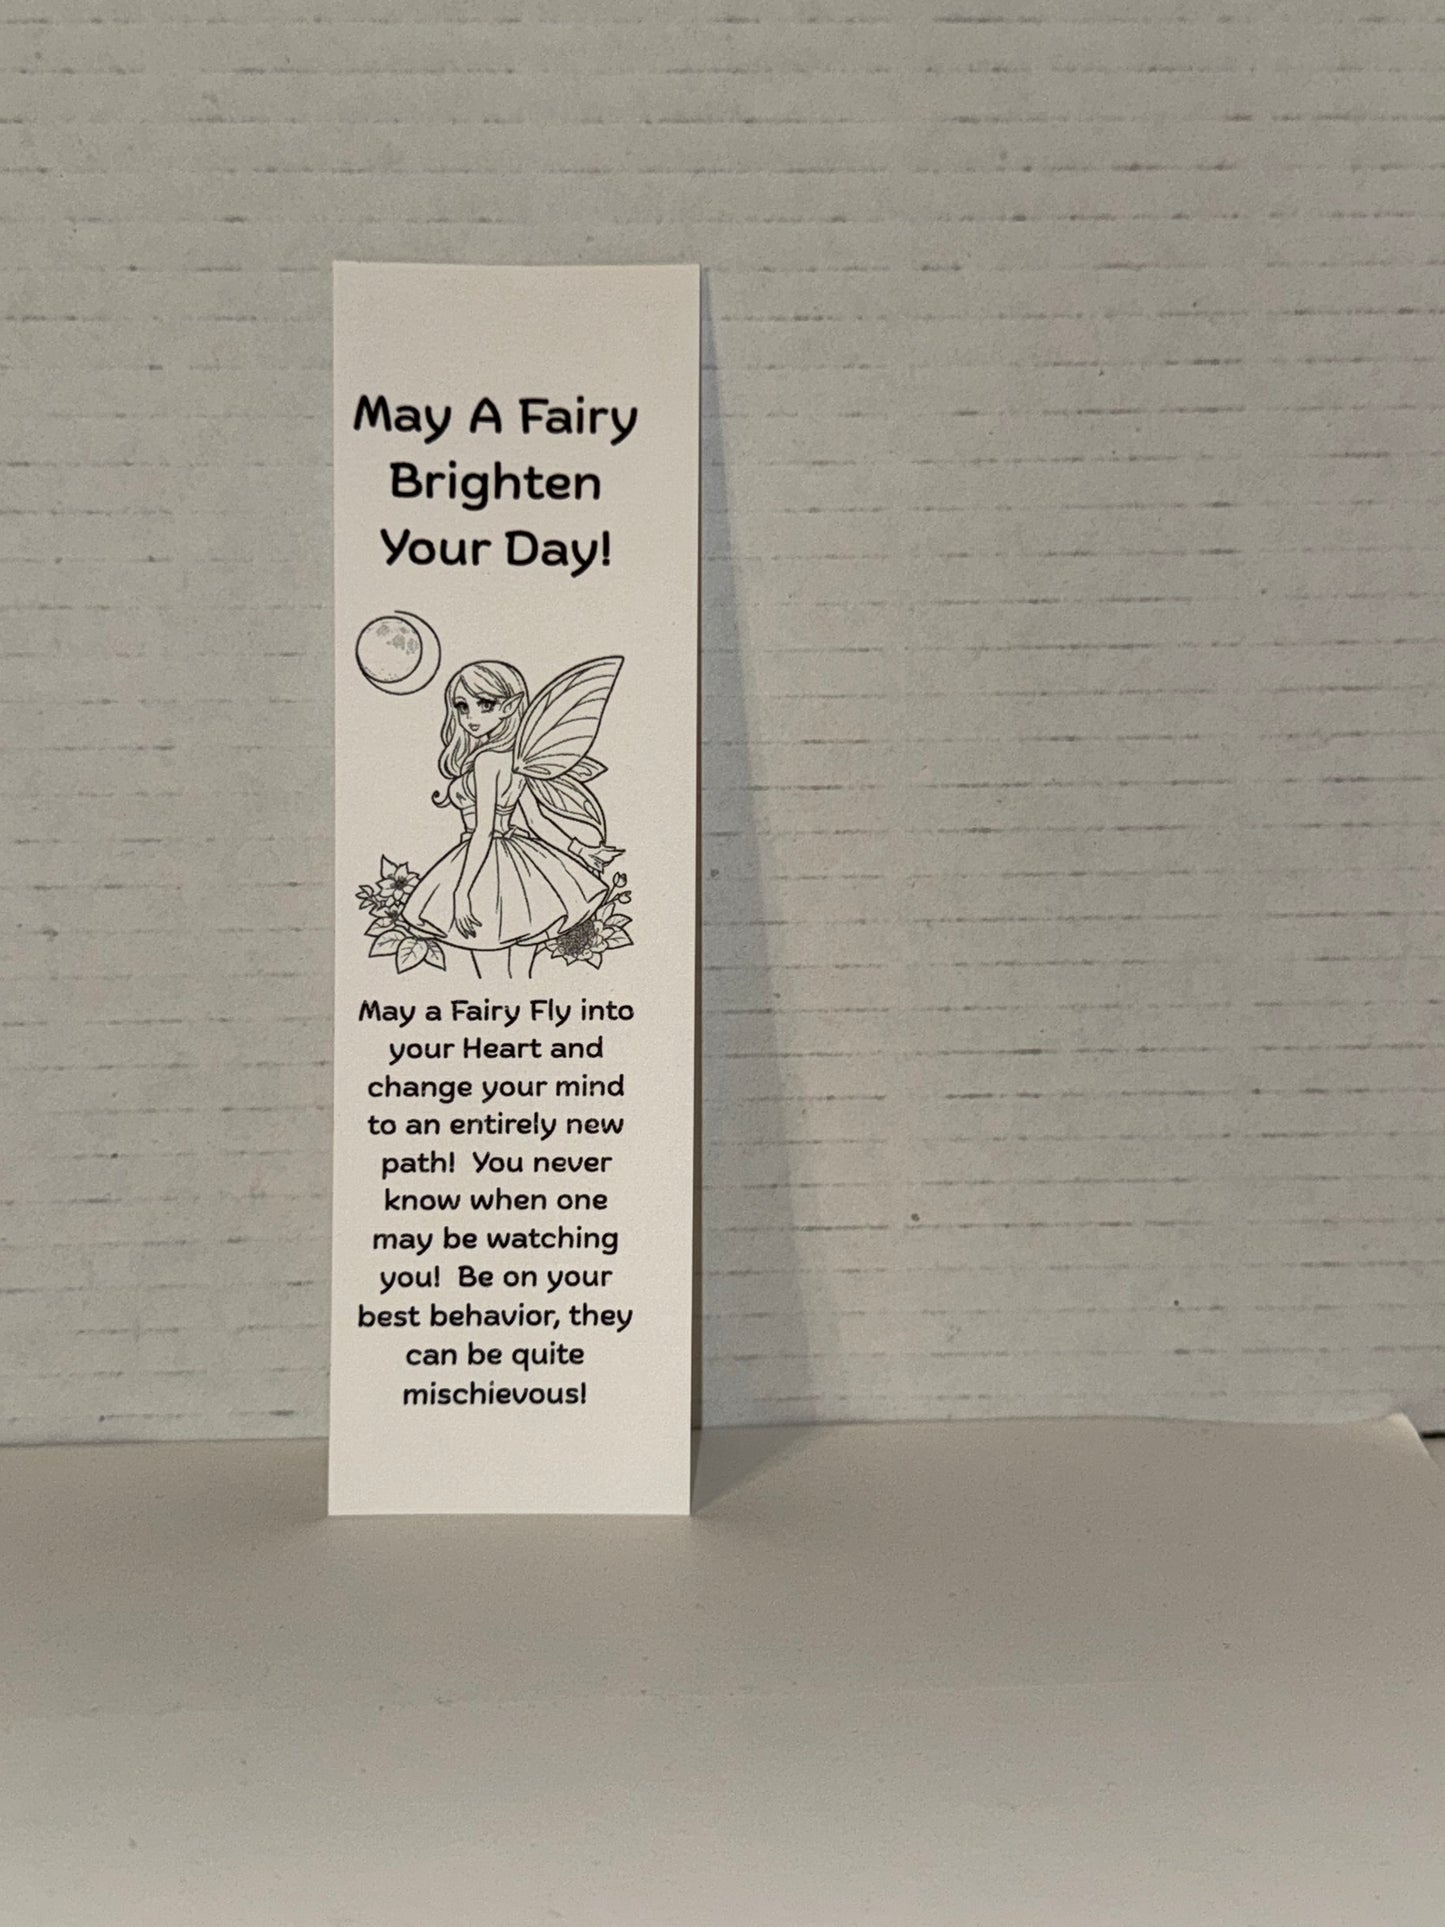 May A Fairy
Brighten
Your Day!
May a Fairy Fly into
your Heart and
change your mind
to an entirely new
path!  You never
know when one
may be watching
you!  Be on your
best behavior, they
can be quite
mischievous!